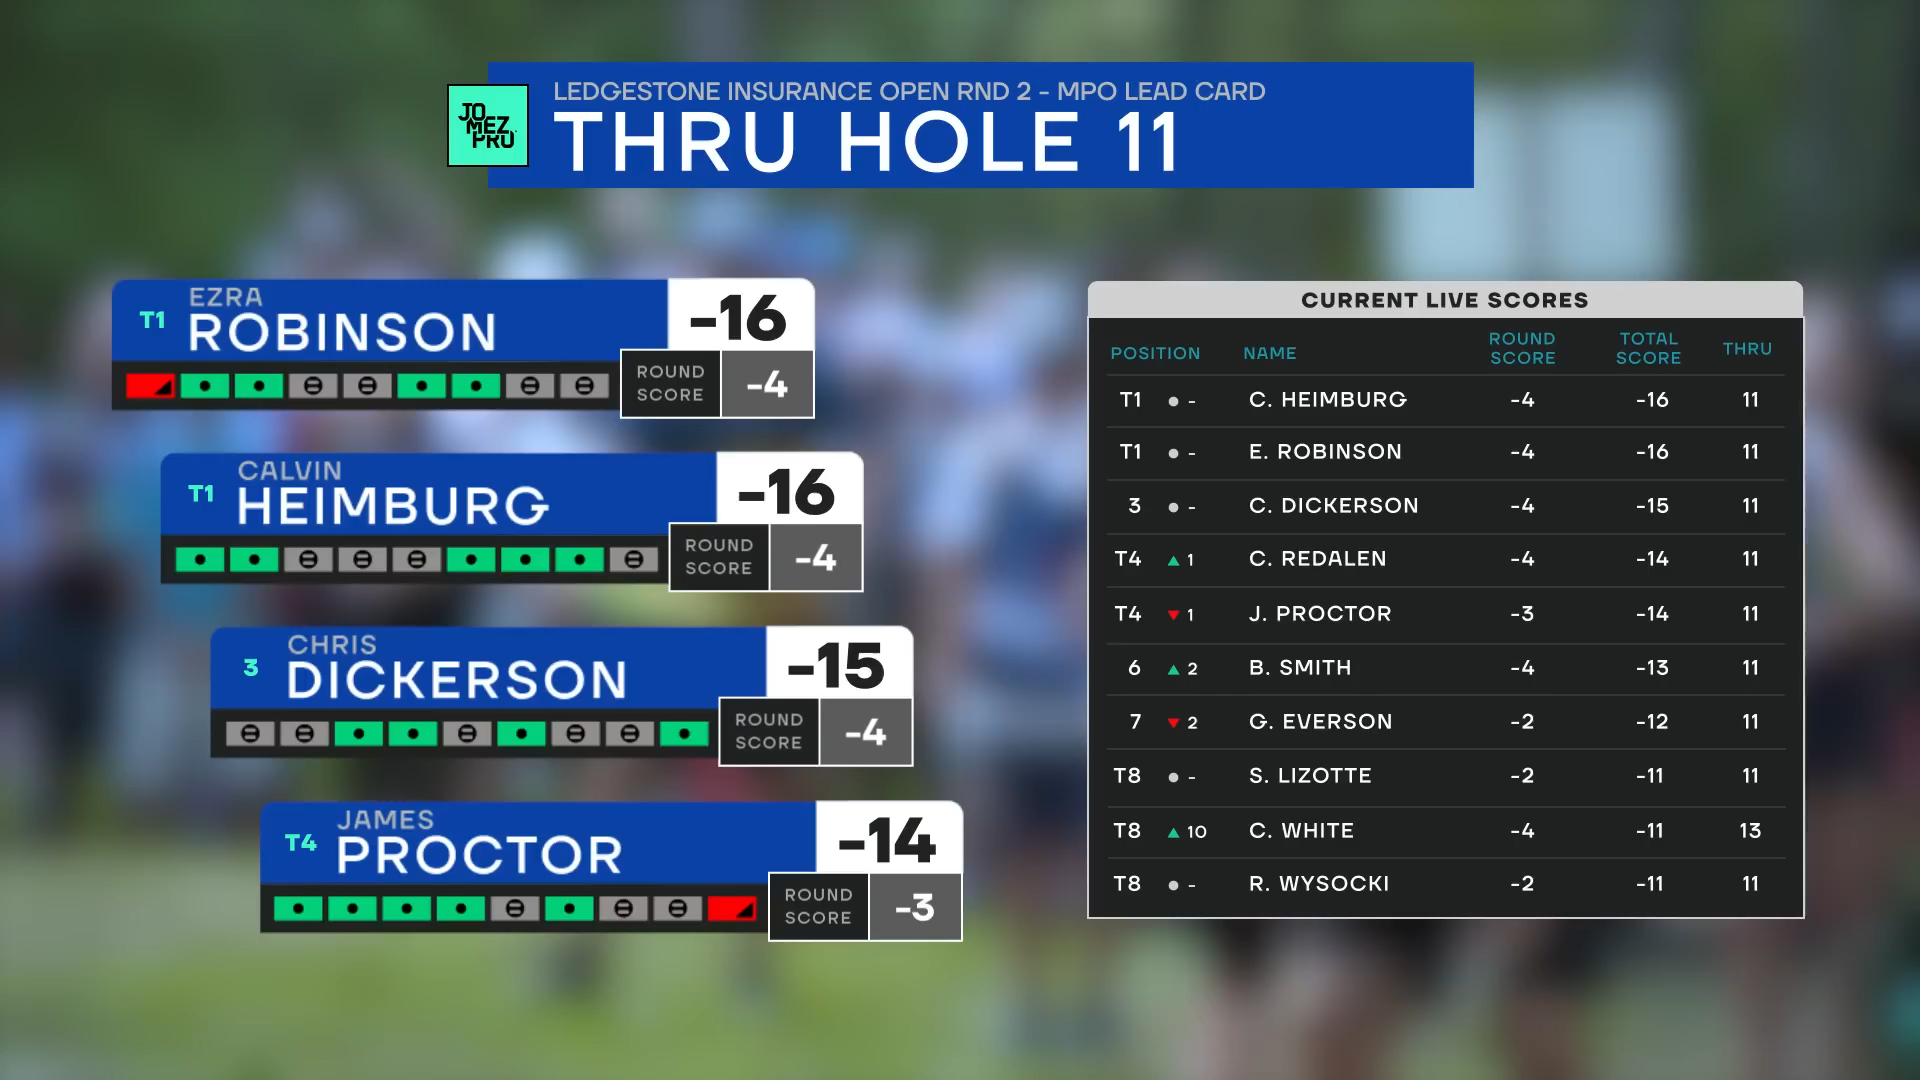 JO
MEZ
PRO
LEDGESTONE INSURANCE OPEN RND 2 - MPO LEAD CARD
THRU HOLE 11
T1
EZRA
ROBINSON
-16
ROUND
SCORE
-4
T1
CALVIN
HEIMBURG
-16
ROUND
SCORE
-4
3
CHRIS
DICKERSON
-15
ROUND
SCORE
-4
T4
JAMES
PROCTOR
-14
ROUND
SCORE
-3
CURRENT LIVE SCORES
POSITION NAME ROUND SCORE TOTAL SCORE THRU
T1 - C. HEIMBURG -4 -16 11
T1 - E. ROBINSON -4 -16 11
3 - C. DICKERSON -4 -15 11
T4 1 C. REDALEN -4 -14 11
T4 1 J. PROCTOR -3 -14 11
6 2 B. SMITH -4 -13 11
7 2 G. EVERSON -2 -12 11
T8 - S. LIZOTTE -2 -11 11
T8 10 C. WHITE -4 -11 13
T8 - R. WYSOCKI -2 -11 11